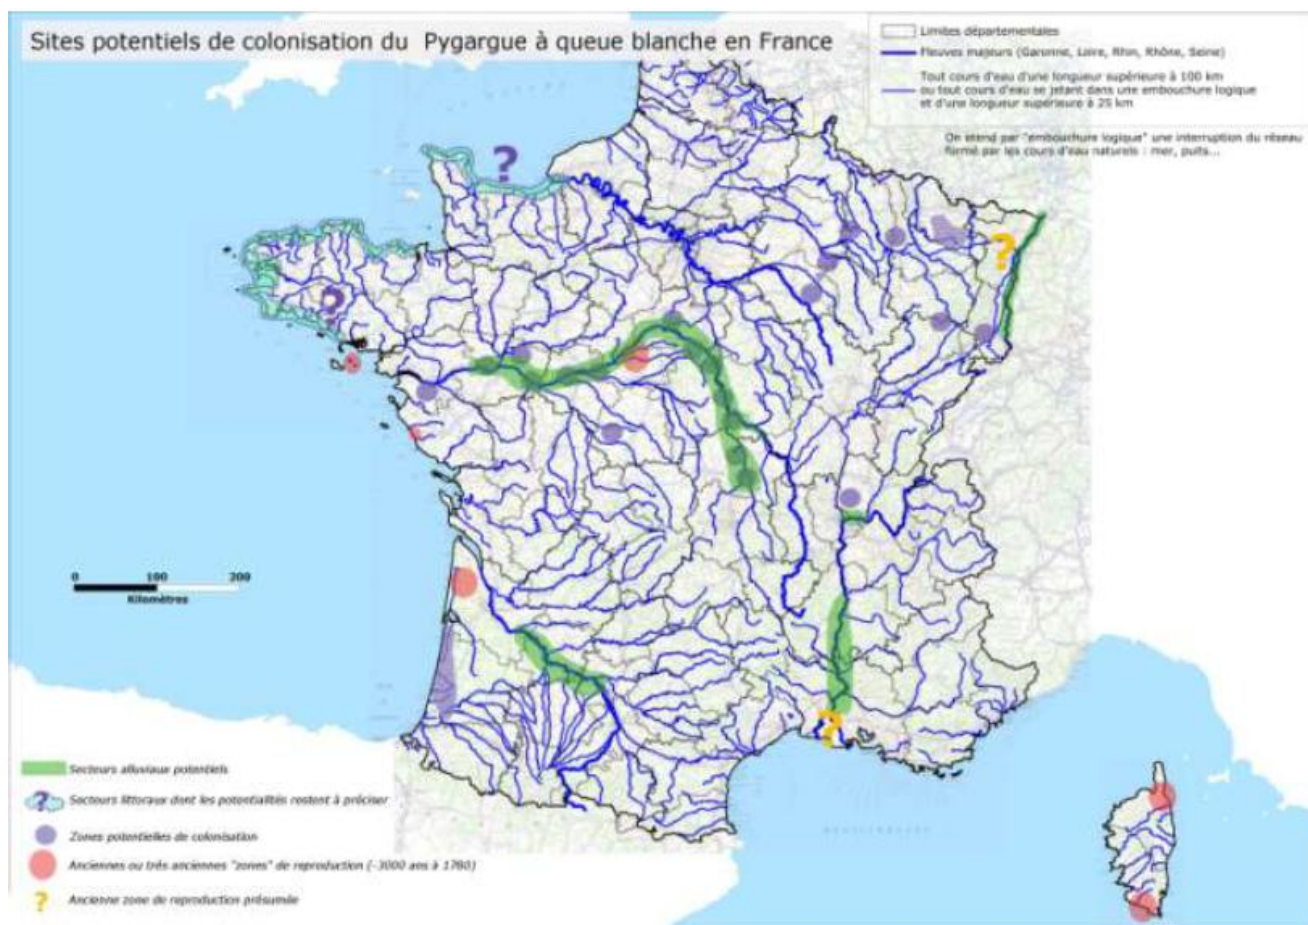 Sites potentiels de colonisation du Pygargue à queue blanche en France
Limites départementales
Fleuves majeurs (Garonne, Loire, Rhin, Rhône, Seine)
Tout cours d'eau d'une longueur supérieure à 100 km
ou tout cours d'eau se jetant dans une embouchure logique
et d'une longueur supérieure à 25 km
On etend par "embouchure logique" une interruption du réseau
formé par les cours d'eau naturels : mer, puits...
?
?
?
0 100 200
Kilomètres
?
Secteurs alluviaux potentiels
? Secteurs littoraux dont les potentialités restent à préciser
Zones potentielles de colonisation
Anciennes ou très anciennes "zones" de reproduction (-3000 ans à 1780)
? Ancienne zone de reproduction présumée